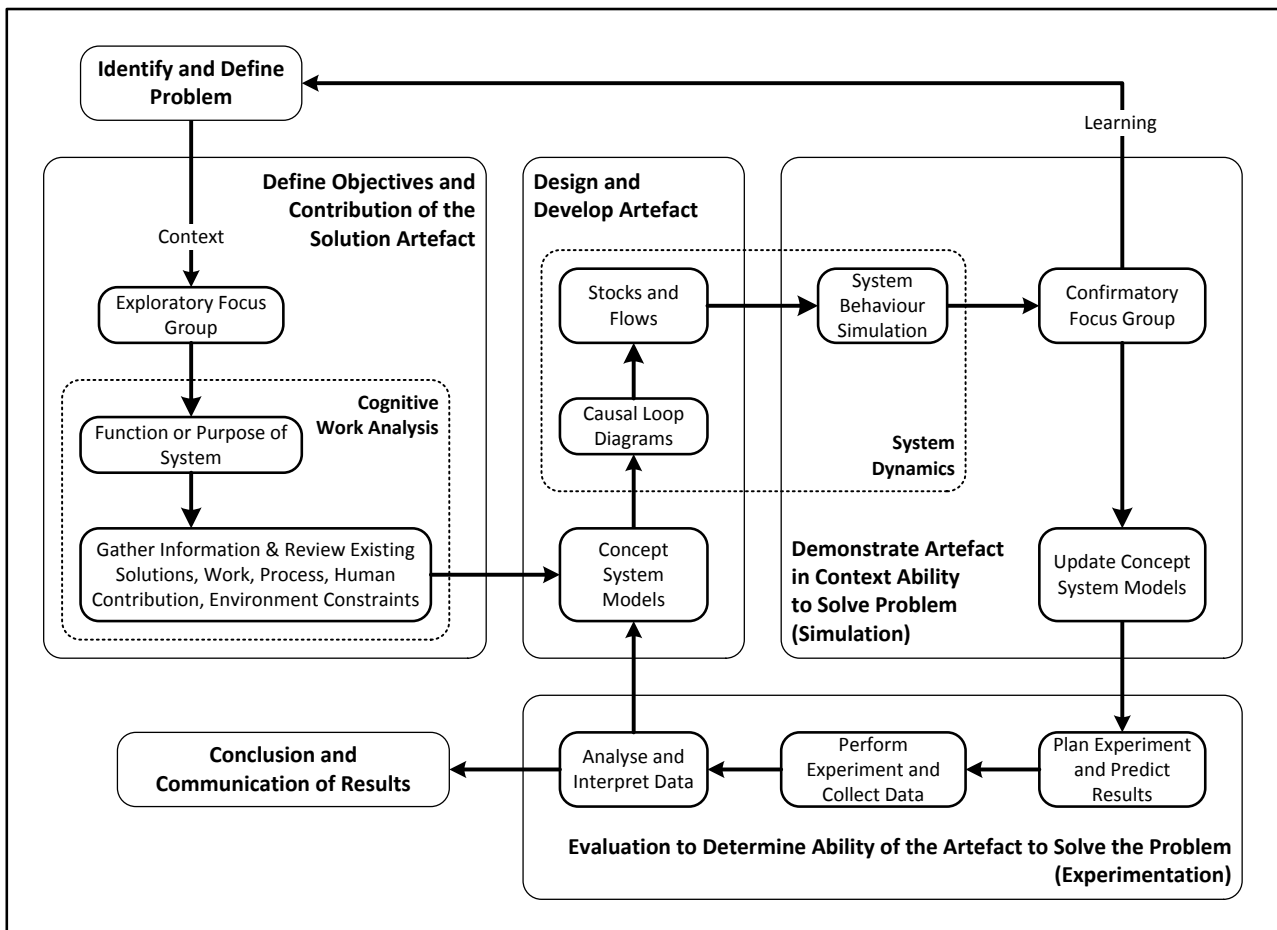 Identify and Define
Problem
Learning
Define Objectives and
Contribution of the
Solution Artefact
Context
Exploratory Focus
Group
Cognitive
Work Analysis
Function or Purpose of
System
Gather Information & Review Existing
Solutions, Work, Process, Human
Contribution, Environment Constraints
Design and
Develop Artefact
Stocks and
Flows
Causal Loop
Diagrams
Concept
System
Models
System
Behaviour
Simulation
System
Dynamics
Confirmatory
Focus Group
Demonstrate Artefact
in Context Ability
to Solve Problem
(Simulation)
Update Concept
System Models
Conclusion and
Communication of Results
Analyse and
Interpret Data
Perform
Experiment and
Collect Data
Plan Experiment
and Predict
Results
Evaluation to Determine Ability of the Artefact to Solve the Problem
(Experimentation)